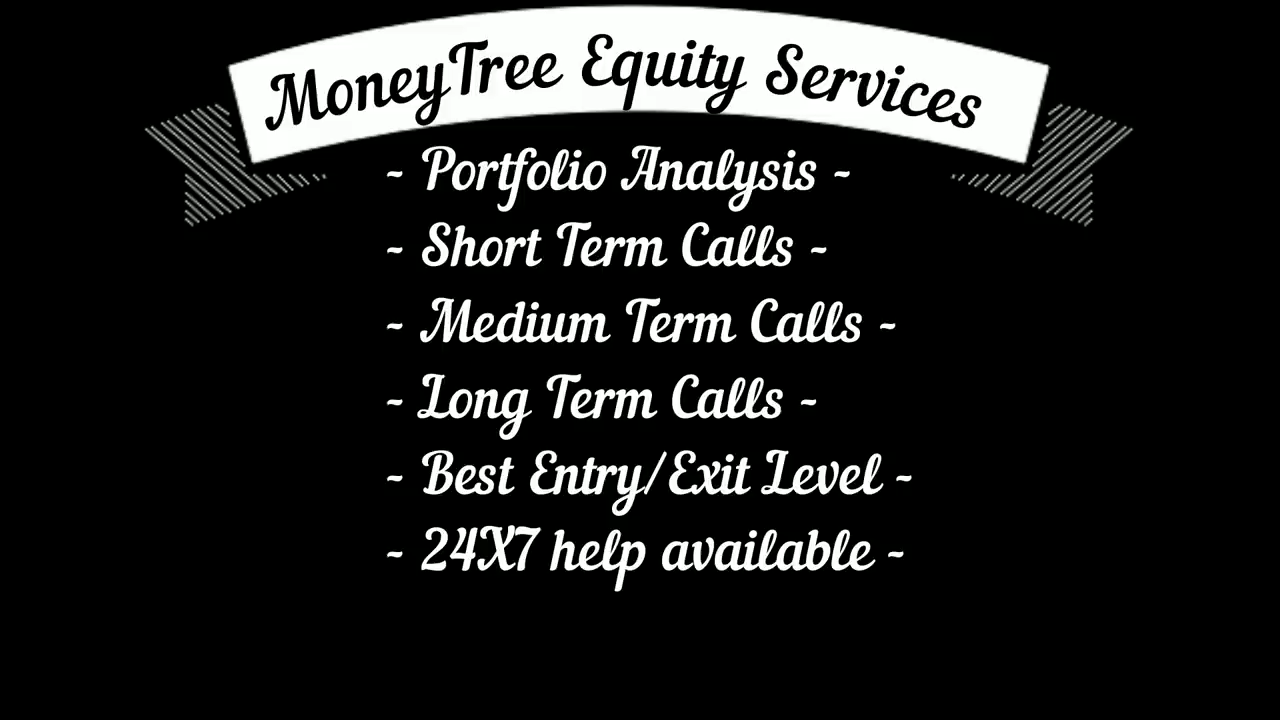 MoneyTree Equity Services
~ Portfolio Analysis ~
~ Short Term Calls ~
~ Medium Term Calls ~
~ Long Term Calls ~
~ Best Entry/Exit Level ~
~ 24X7 help available ~